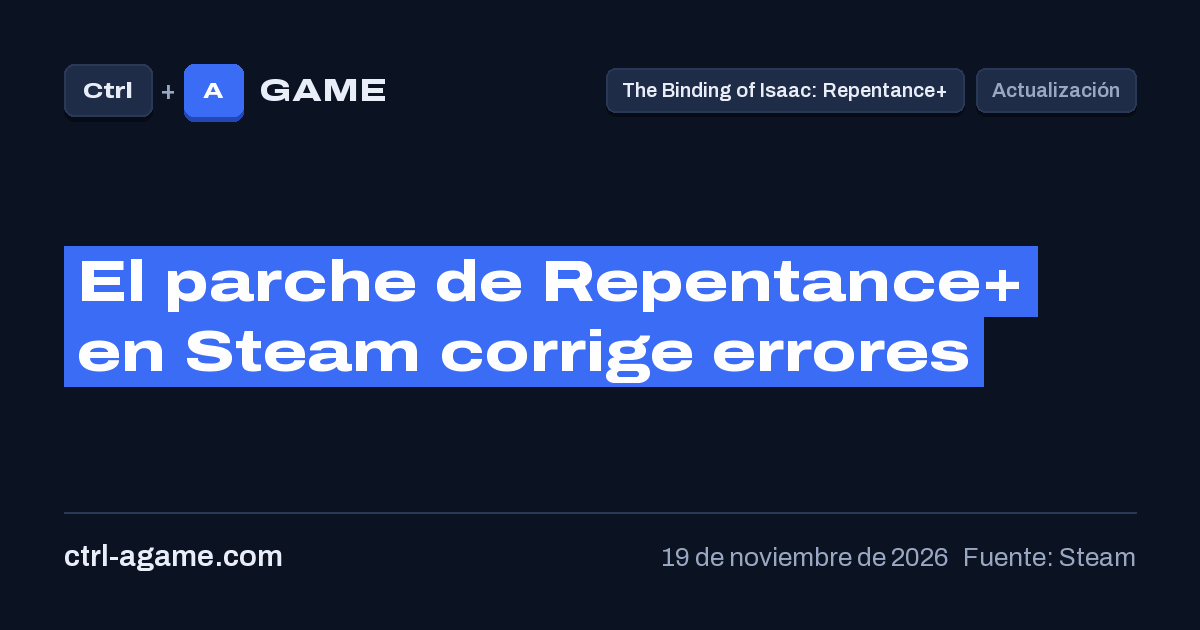 Ctrl + A GAME
The Binding of Isaac: Repentance+ Actualización
El parche de Repentance+
en Steam corrige errores
ctrl-agame.com
19 de noviembre de 2026 Fuente: Steam